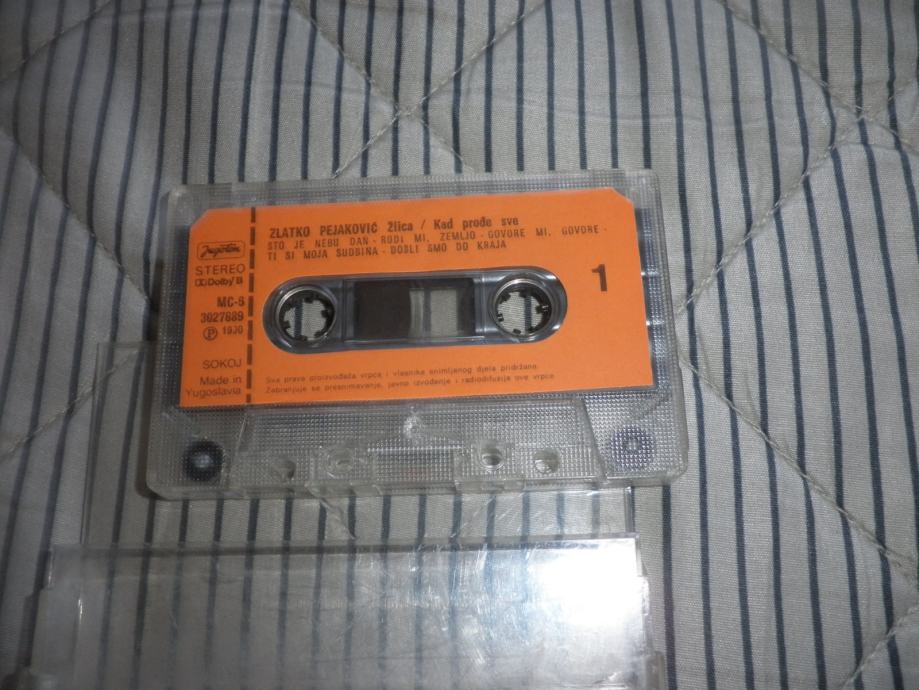 ZLATKO PEJAKOVIĆ Žlica / Kad prođe sve
ŠTO JE NEBU DAN - RODI MI, ZEMLJO - GOVORE MI, GOVORE -
TI SI MOJA SUDBINA - DOŠLI SMO DO KRAJA
1
Jugoton
STEREO
Dolby B
MC-6
3027889
Ⓟ 1990
SOKOJ
Made in
Yugoslavia
Sva prava proizvođača vrpce i vlasnika snimljenog djela pridržana.
Zabranjuje se presnimavanje, javno izvođenje i radiodifuzija ove vrpce